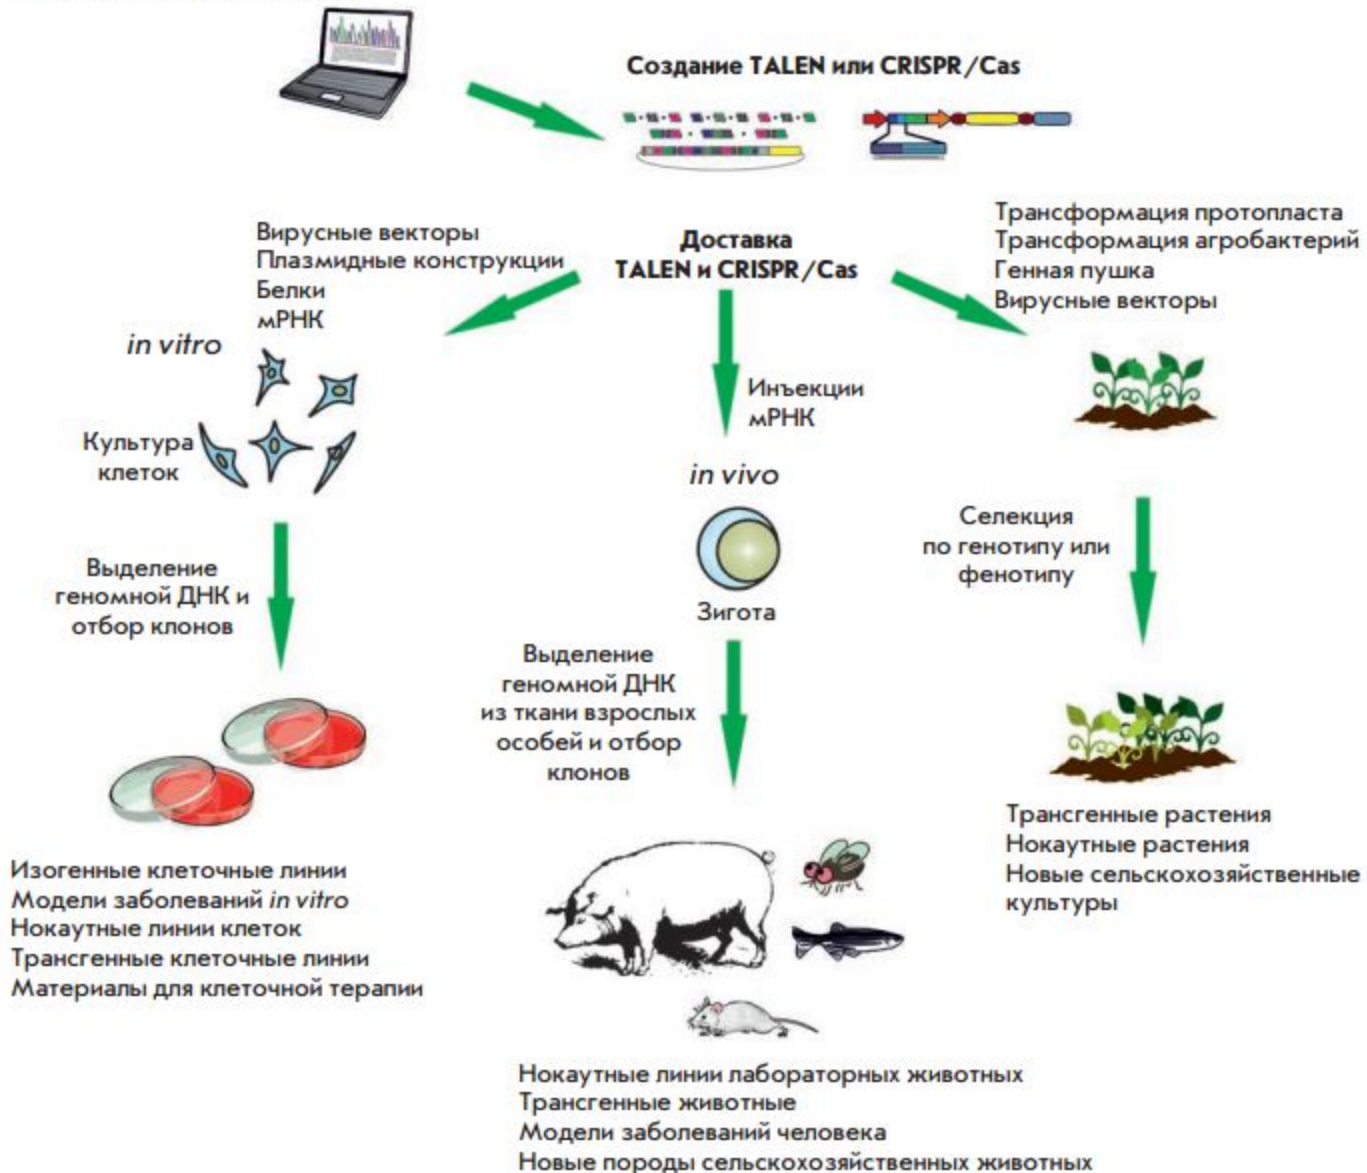 Создание TALEN или CRISPR/Cas
Вирусные векторы
Плазмидные конструкции
Белки
мРНК
Доставка
TALEN и CRISPR/Cas
Трансформация протопласта
Трансформация агробактерий
Генная пушка
Вирусные векторы
in vitro
Культура
клеток
Инъекции
мРНК
in vivo
Зигота
Селекция
по генотипу или
фенотипу
Выделение
геномной ДНК и
отбор клонов
Выделение
геномной ДНК
из ткани взрослых
особей и отбор
клонов
Изогенные клеточные линии
Модели заболеваний in vitro
Нокаутные линии клеток
Трансгенные клеточные линии
Материалы для клеточной терапии
Трансгенные растения
Нокаутные растения
Новые сельскохозяйственные
культуры
Нокаутные линии лабораторных животных
Трансгенные животные
Модели заболеваний человека
Новые породы сельскохозяйственных животных